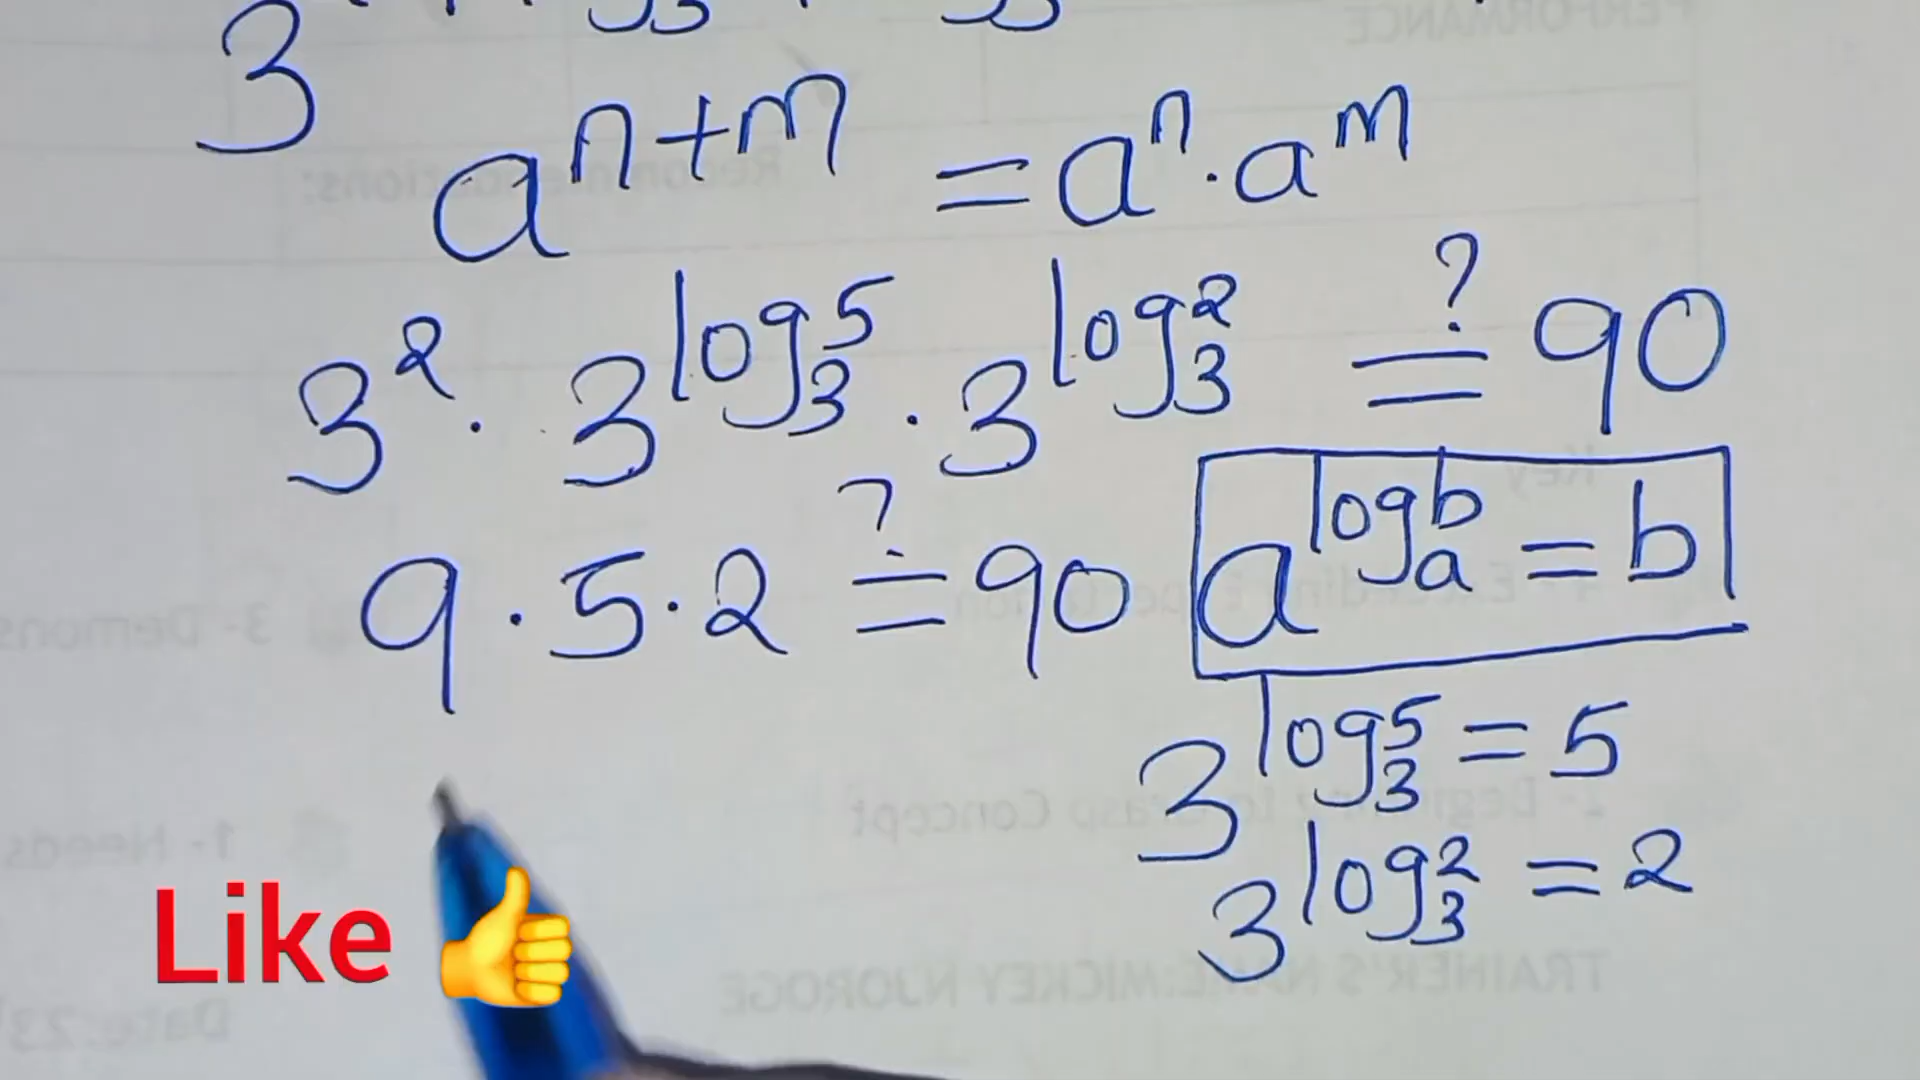 3
a^{n+m} = a^n · a^m
3^2 · 3^{log_3 5} · 3^{log_3 2} =? 90
9 · 5 · 2 =? 90
a^{log_a b} = b
3^{log_3 5} = 5
3^{log_3 2} = 2
Like 👍
PERFORMANCE
Recommendations:
Key
4 - Exceeding Expectation
3- Demons
2- Beginning to Grasp Concept
1- Needs
TRAINER'S NAME:MICKEY NJOROGE
Date: 23